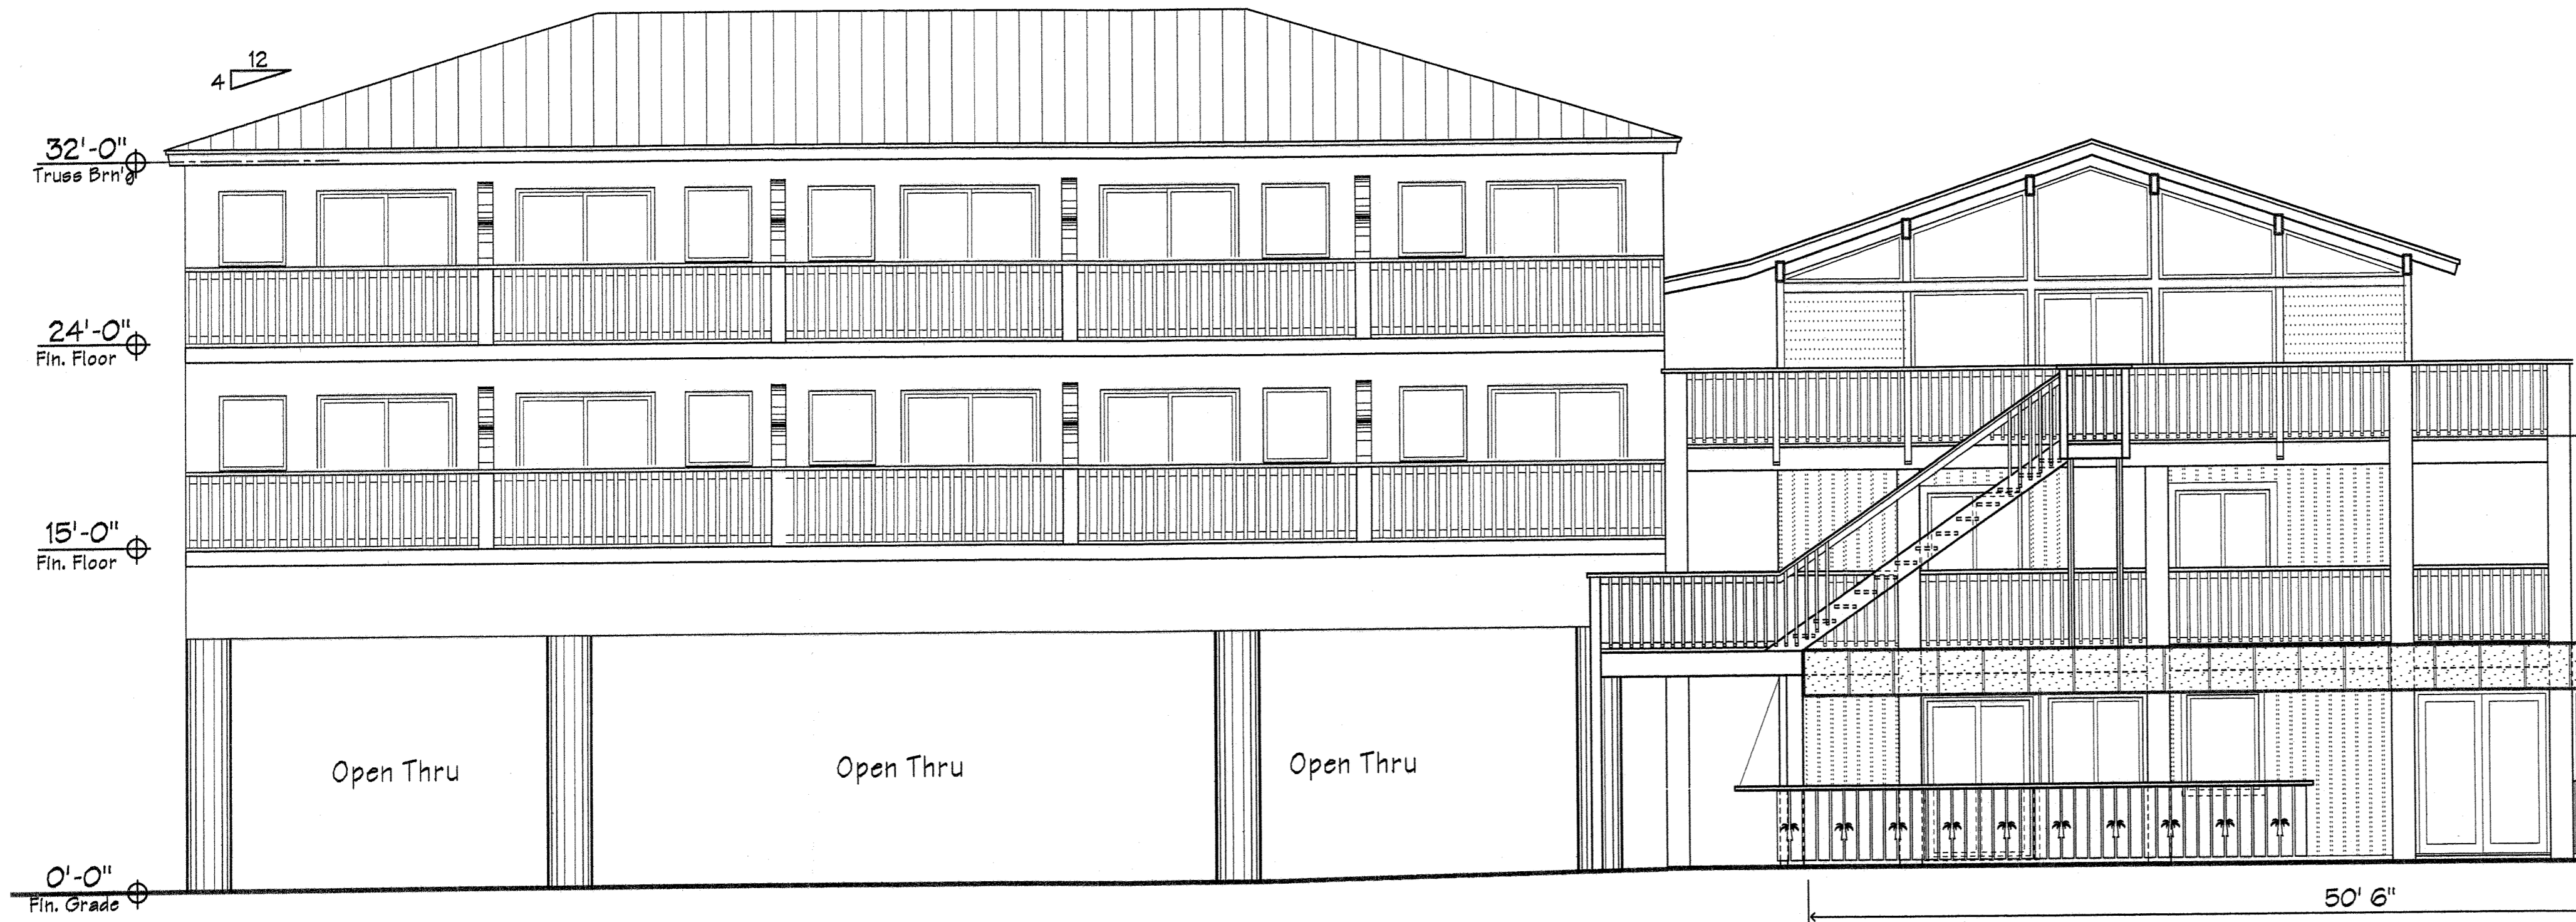 12
4
32'-0"
Truss Brn'g
24'-0"
Fin. Floor
15'-0"
Fin. Floor
Open Thru
Open Thru
Open Thru
0'-0"
Fin. Grade
50' 6"